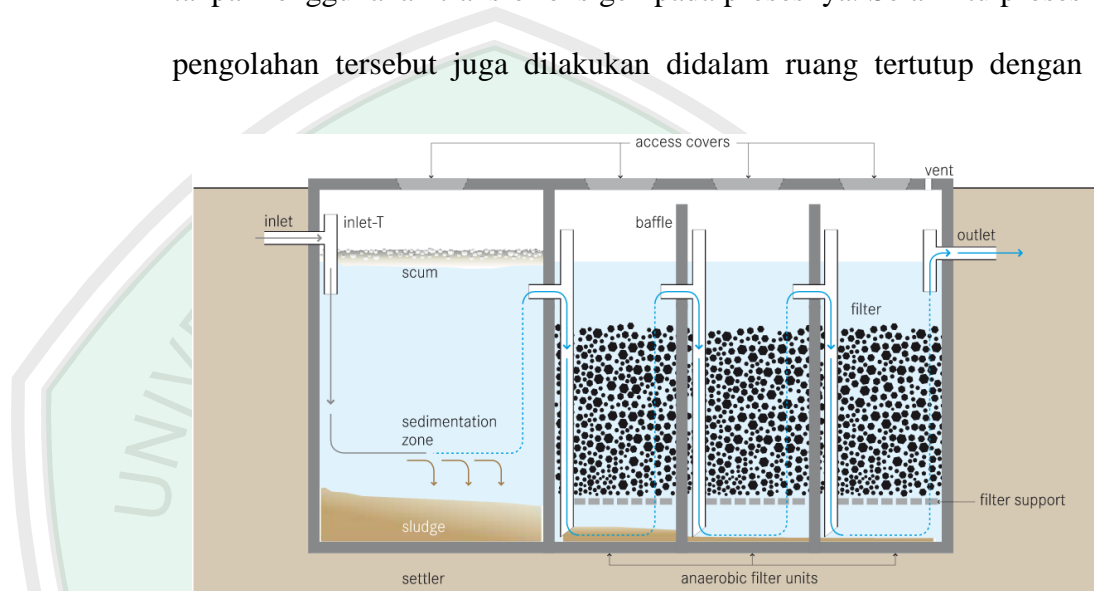 pengolahan tersebut juga dilakukan didalam ruang tertutup dengan
access covers
vent
inlet
inlet-T
baffle
outlet
scum
filter
sedimentation
zone
filter support
sludge
settler
anaerobic filter units
UNIVE